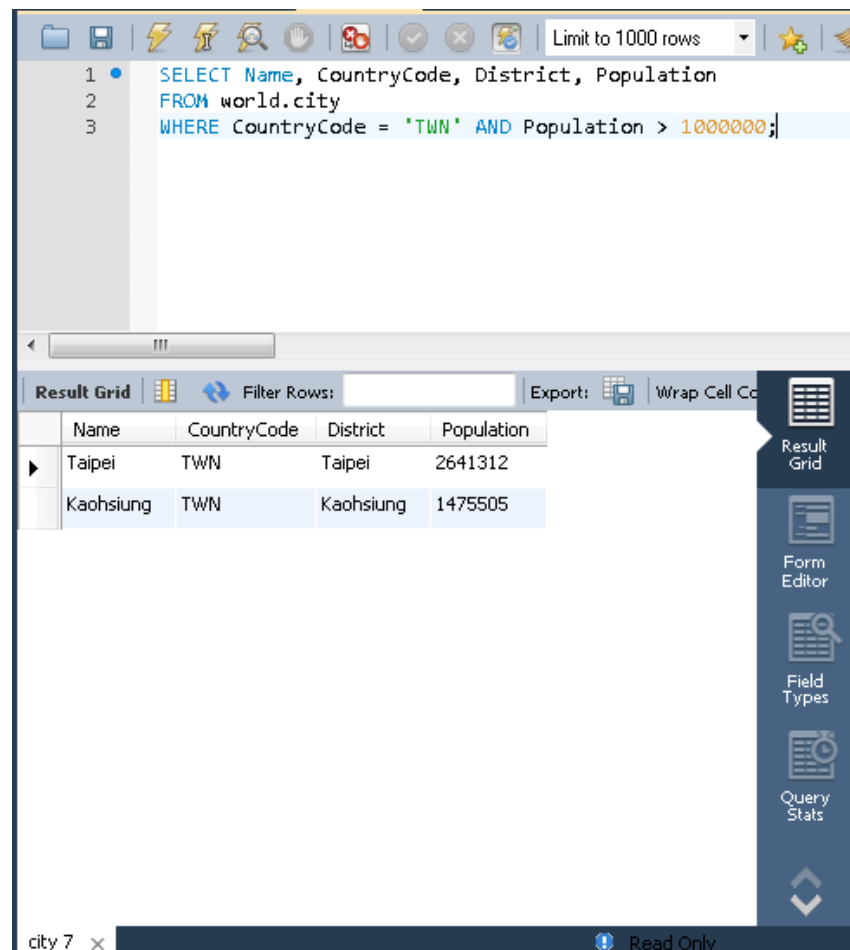 Limit to 1000 rows
1 SELECT Name, CountryCode, District, Population
2 FROM world.city
3 WHERE CountryCode = 'TWN' AND Population > 1000000;
Result Grid Filter Rows: Export: Wrap Cell Co
Name CountryCode District Population
Taipei TWN Taipei 2641312
Kaohsiung TWN Kaohsiung 1475505
Result
Grid
Form
Editor
Field
Types
Query
Stats
city 7 Read Only